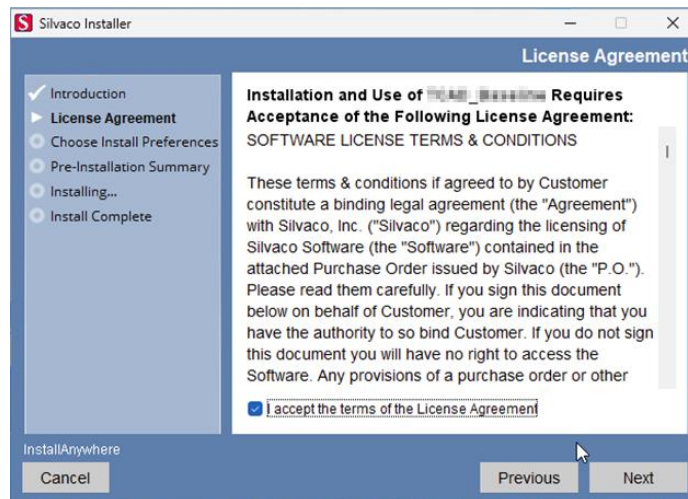 S Silvaco Installer
License Agreement
Introduction
License Agreement
Choose Install Preferences
Pre-Installation Summary
Installing...
Install Complete
Installation and Use of Requires
Acceptance of the Following License Agreement:
SOFTWARE LICENSE TERMS & CONDITIONS
These terms & conditions if agreed to by Customer
constitute a binding legal agreement (the "Agreement")
with Silvaco, Inc. ("Silvaco") regarding the licensing of
Silvaco Software (the "Software") contained in the
attached Purchase Order issued by Silvaco (the "P.O.").
Please read them carefully. If you sign this document
below on behalf of Customer, you are indicating that you
have the authority to so bind Customer. If you do not sign
this document you will have no right to access the
Software. Any provisions of a purchase order or other
I accept the terms of the License Agreement
InstallAnywhere
Cancel
Previous
Next